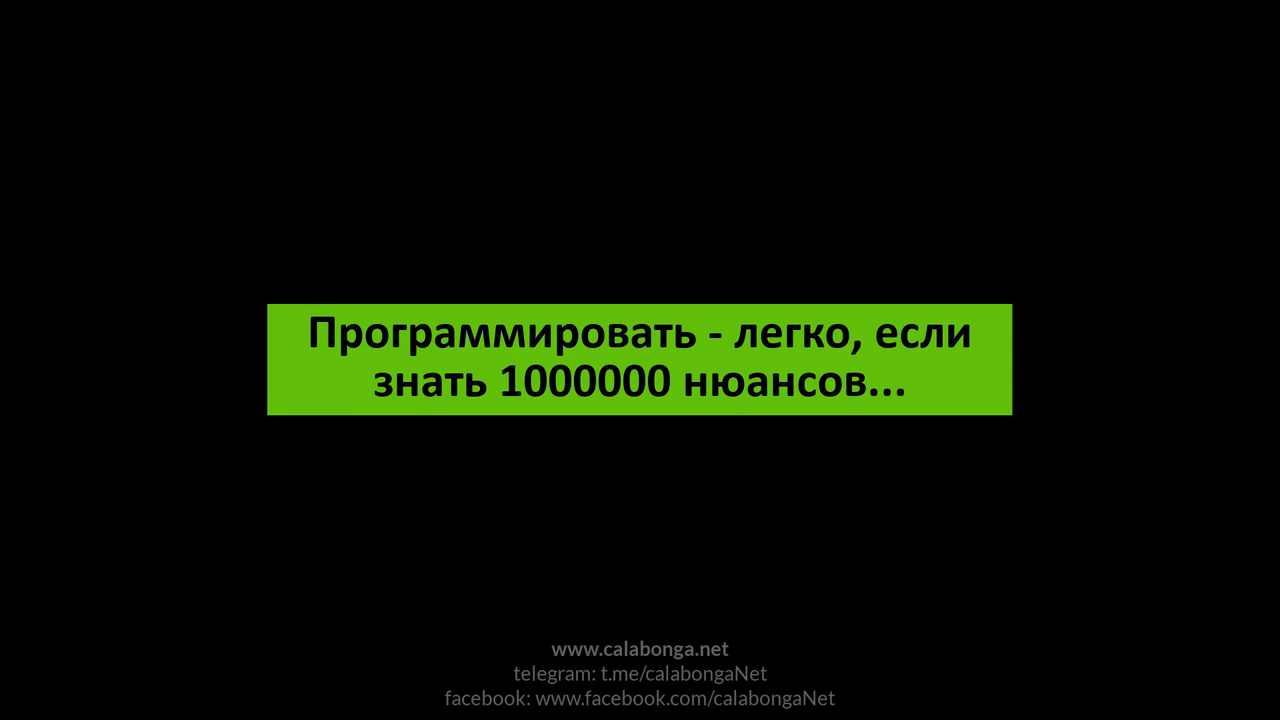 Программировать - легко, если
знать 1000000 нюансов...
www.calabonga.net
telegram: t.me/calabongaNet
facebook: www.facebook.com/calabongaNet